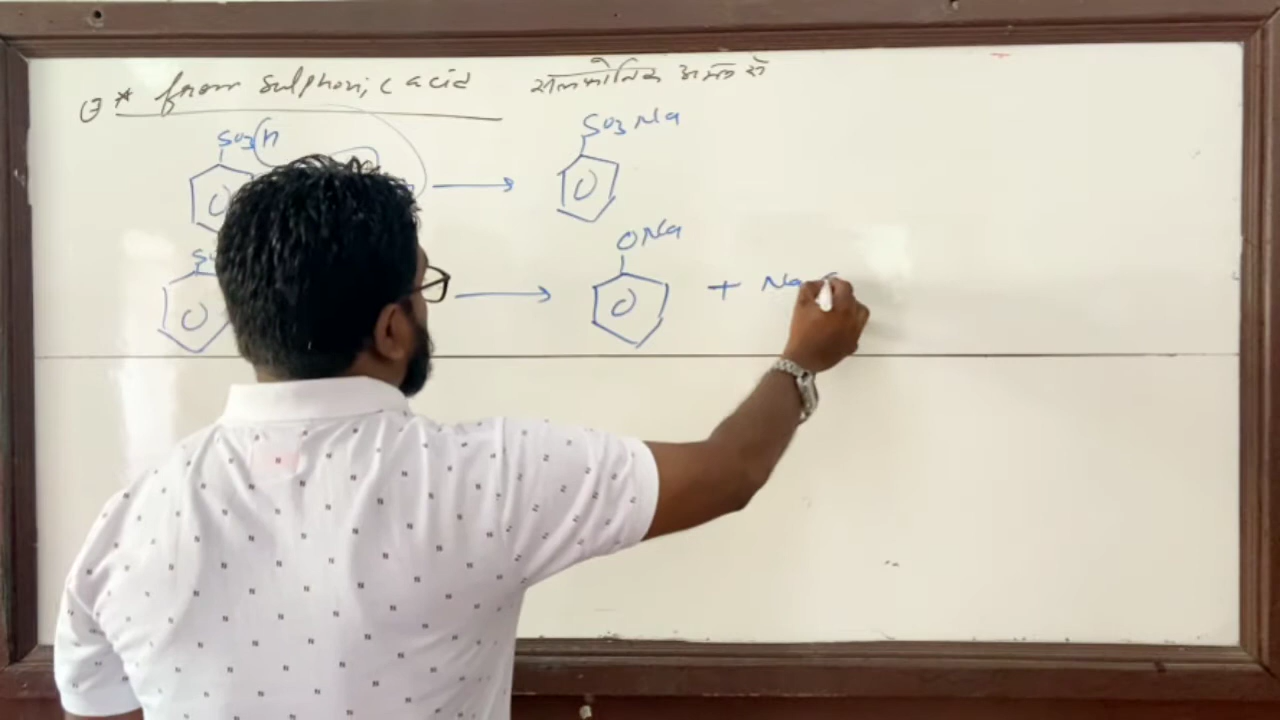 ③ * from sulphonic acid सल्फोनिक अम्ल से
SO₃H SO₃Na
ONa
+ Na